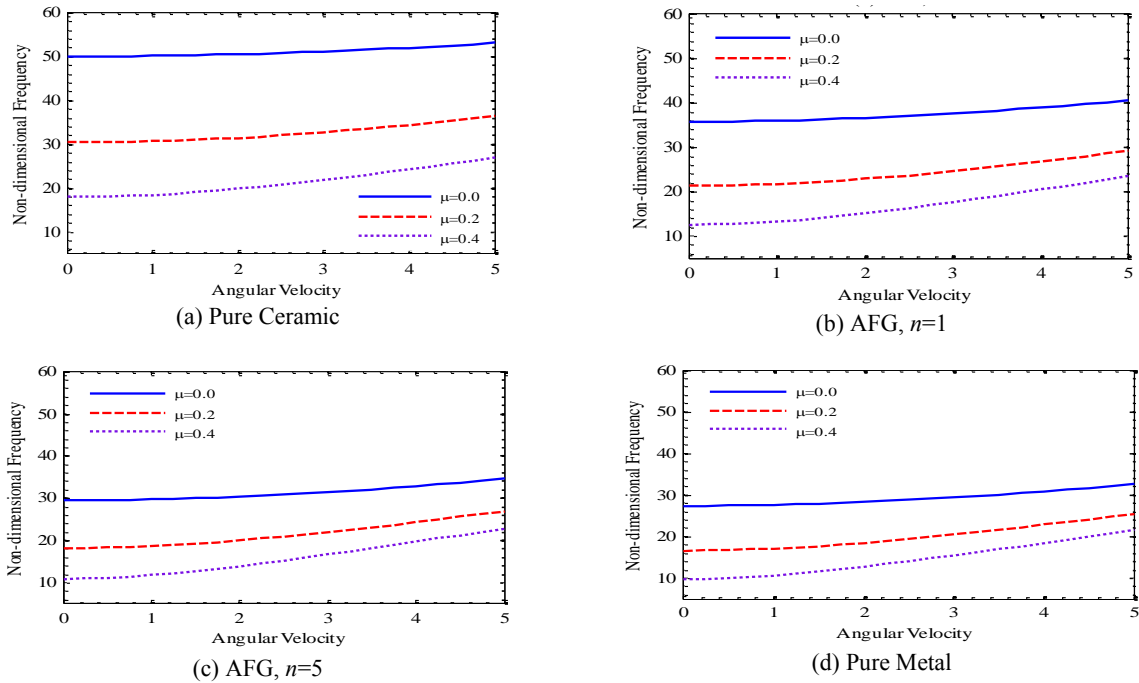 60
50
40
30
20
10
Non-dimensional Frequency
μ=0.0
μ=0.2
μ=0.4
0 1 2 3 4 5
Angular Velocity
(a) Pure Ceramic
60
50
40
30
20
10
Non-dimensional Frequency
μ=0.0
μ=0.2
μ=0.4
0 1 2 3 4 5
Angular Velocity
(b) AFG, n=1
60
50
40
30
20
10
Non-dimensional Frequency
μ=0.0
μ=0.2
μ=0.4
0 1 2 3 4 5
Angular Velocity
(c) AFG, n=5
60
50
40
30
20
10
Non-dimensional Frequency
μ=0.0
μ=0.2
μ=0.4
0 1 2 3 4 5
Angular Velocity
(d) Pure Metal